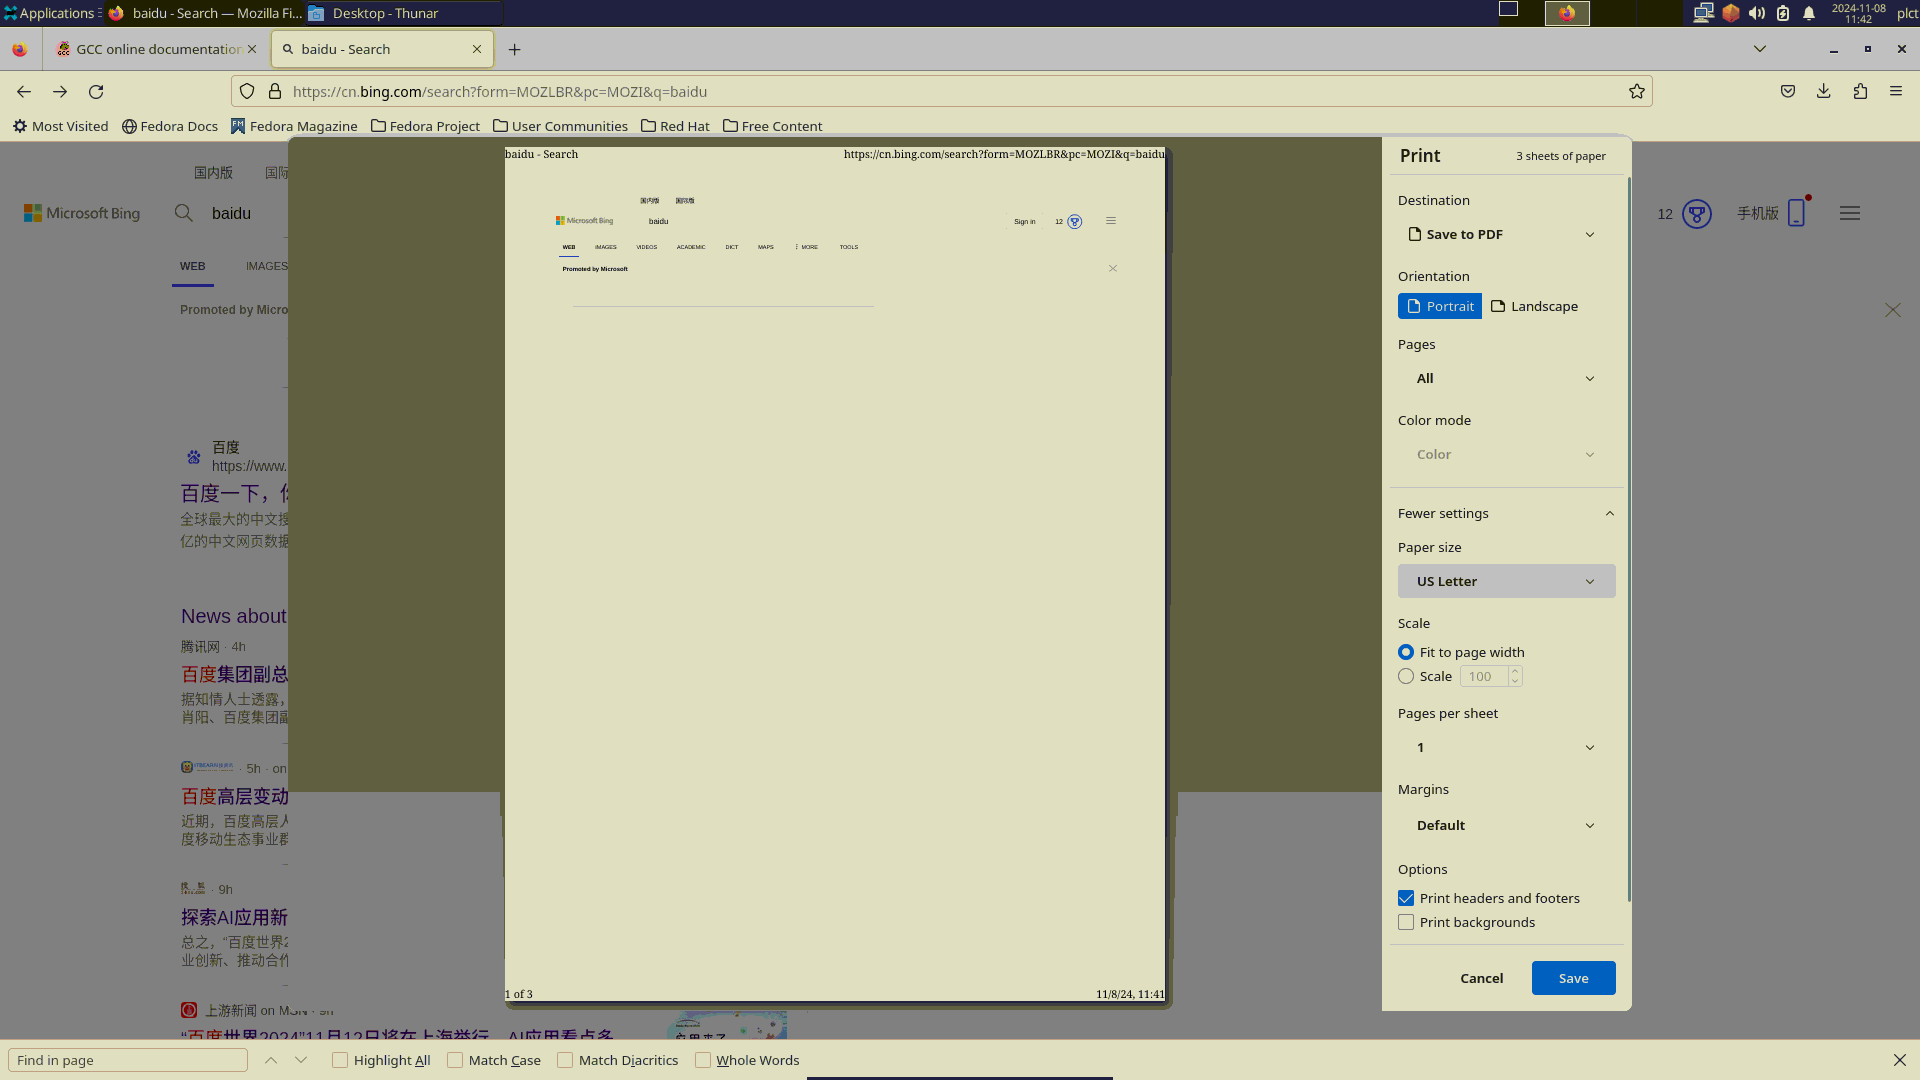 Applications
baidu - Search — Mozilla Fi...
Desktop - Thunar
2024-11-08
11:42
plct
GCC online documentation
baidu - Search
https://cn.bing.com/search?form=MOZLBR&pc=MOZI&q=baidu
Most Visited
Fedora Docs
Fedora Magazine
Fedora Project
User Communities
Red Hat
Free Content
国内版
国际
Microsoft Bing
baidu
12
手机版
WEB
IMAGES
Promoted by Micro
百度
https://www.
百度一下，
全球最大的中文搜
亿的中文网页数据
News about
腾讯网 · 4h
百度集团副总
据知情人士透露，
肖阳、百度集团副
· 5h · on
百度高层变动
近期，百度高层人
度移动生态事业群
· 9h
探索AI应用新
总之，“百度世界2
业创新、推动合作
上游新闻 on MSN · 9h
“百度世界2024”11月12日将在上海举行，AI应用看点多
baidu - Search
https://cn.bing.com/search?form=MOZLBR&pc=MOZI&q=baidu
国内版
国际版
Microsoft Bing
baidu
Sign in
12
WEB
IMAGES
VIDEOS
ACADEMIC
DICT
MAPS
MORE
TOOLS
Promoted by Microsoft
1 of 3
11/8/24, 11:41
Print
3 sheets of paper
Destination
Save to PDF
Orientation
Portrait
Landscape
Pages
All
Color mode
Color
Fewer settings
Paper size
US Letter
Scale
Fit to page width
Scale
100
Pages per sheet
1
Margins
Default
Options
Print headers and footers
Print backgrounds
Cancel
Save
Find in page
Highlight All
Match Case
Match Diacritics
Whole Words